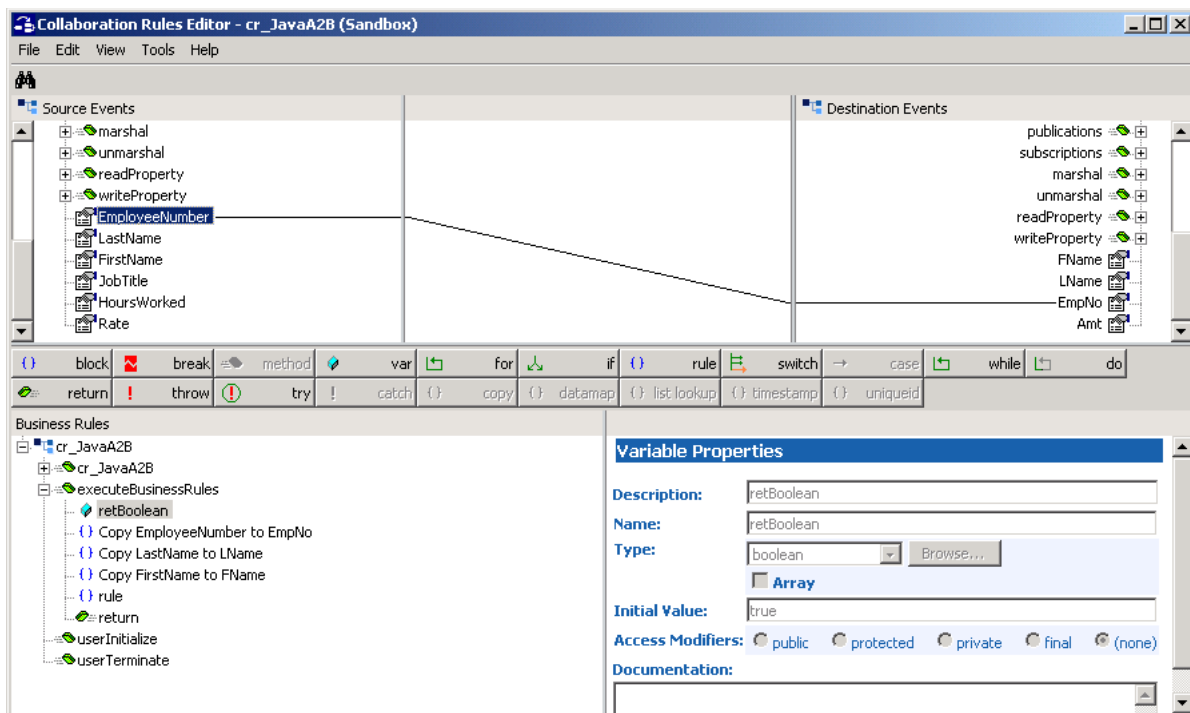 Collaboration Rules Editor - cr_JavaA2B (Sandbox)
File Edit View Tools Help
Source Events
Destination Events
marshal
unmarshal
readProperty
writeProperty
EmployeeNumber
LastName
FirstName
JobTitle
HoursWorked
Rate
publications
subscriptions
marshal
unmarshal
readProperty
writeProperty
FName
LName
EmpNo
Amt
{} block break method var for if {} rule switch case while do
return ! throw ! try ! catch {} copy {} datamap {} list lookup {} timestamp {} uniqueid
Business Rules
cr_JavaA2B
cr_JavaA2B
executeBusinessRules
retBoolean
{} Copy EmployeeNumber to EmpNo
{} Copy LastName to LName
{} Copy FirstName to FName
{} rule
return
userInitialize
userTerminate
Variable Properties
Description: retBoolean
Name: retBoolean
Type: boolean Browse...
Array
Initial Value: true
Access Modifiers: public protected private final (none)
Documentation: